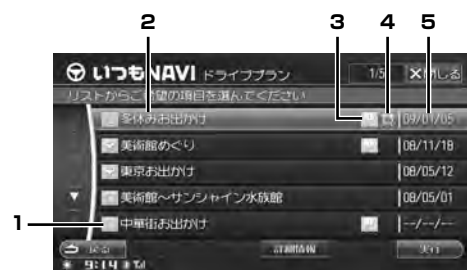 2 3 4 5
いつもNAVI ドライブプラン 1/5 ✕閉じる
リストからご希望の項目を選んでください
冬休みお出かけ 09/01/05
美術館めぐり 08/11/18
東京お出かけ 08/05/12
美術館～サンシャイン水族館 08/05/01
1 中華街お出かけ --/--/--
戻る 詳細情報 実行
9:14